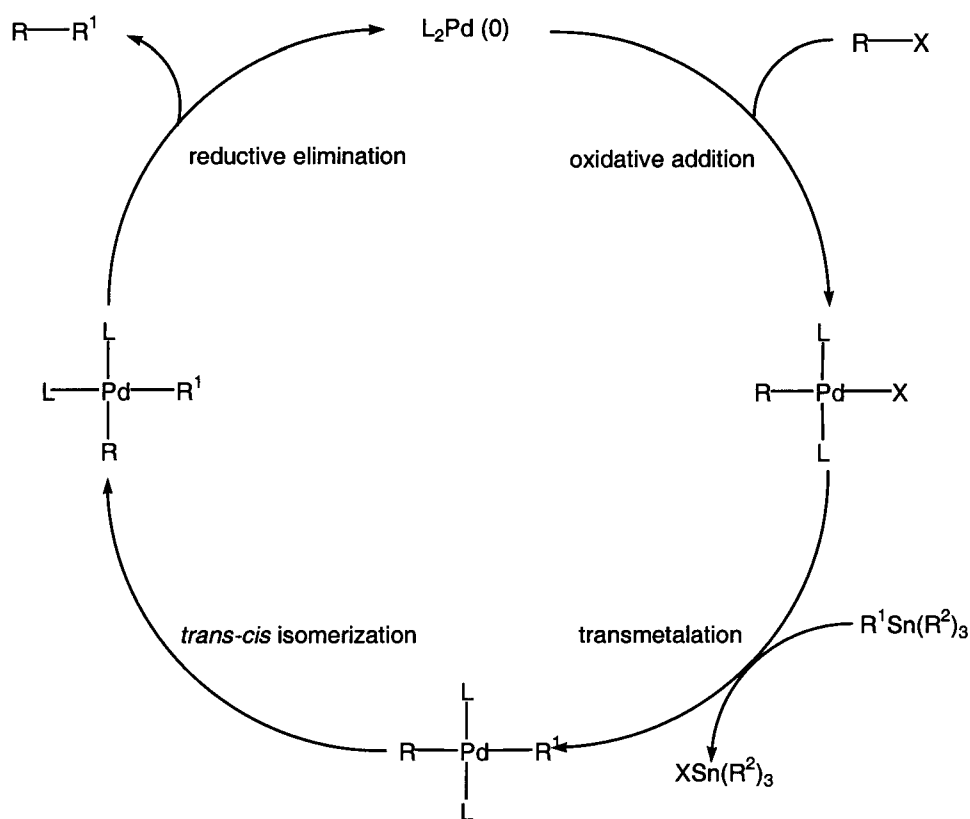 R—R¹
L₂Pd (0)
R—X
reductive elimination
oxidative addition
L
L—Pd—R¹
R
L
R—Pd—X
L
trans-cis isomerization
transmetalation
R¹Sn(R²)₃
L
R—Pd—R¹
L
XSn(R²)₃